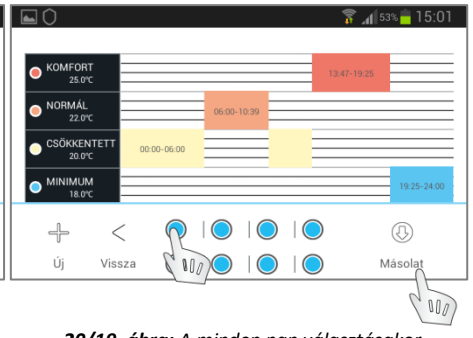 53% 15:01
KOMFORT
25.0°C
13:47-19:25
NORMÁL
22.0°C
06:00-10:39
CSÖKKENTETT
20.0°C
00:00-06:00
MINIMUM
18.0°C
19:25-24:00
Új Vissza Másolat
ábra: A minden nap választásakor